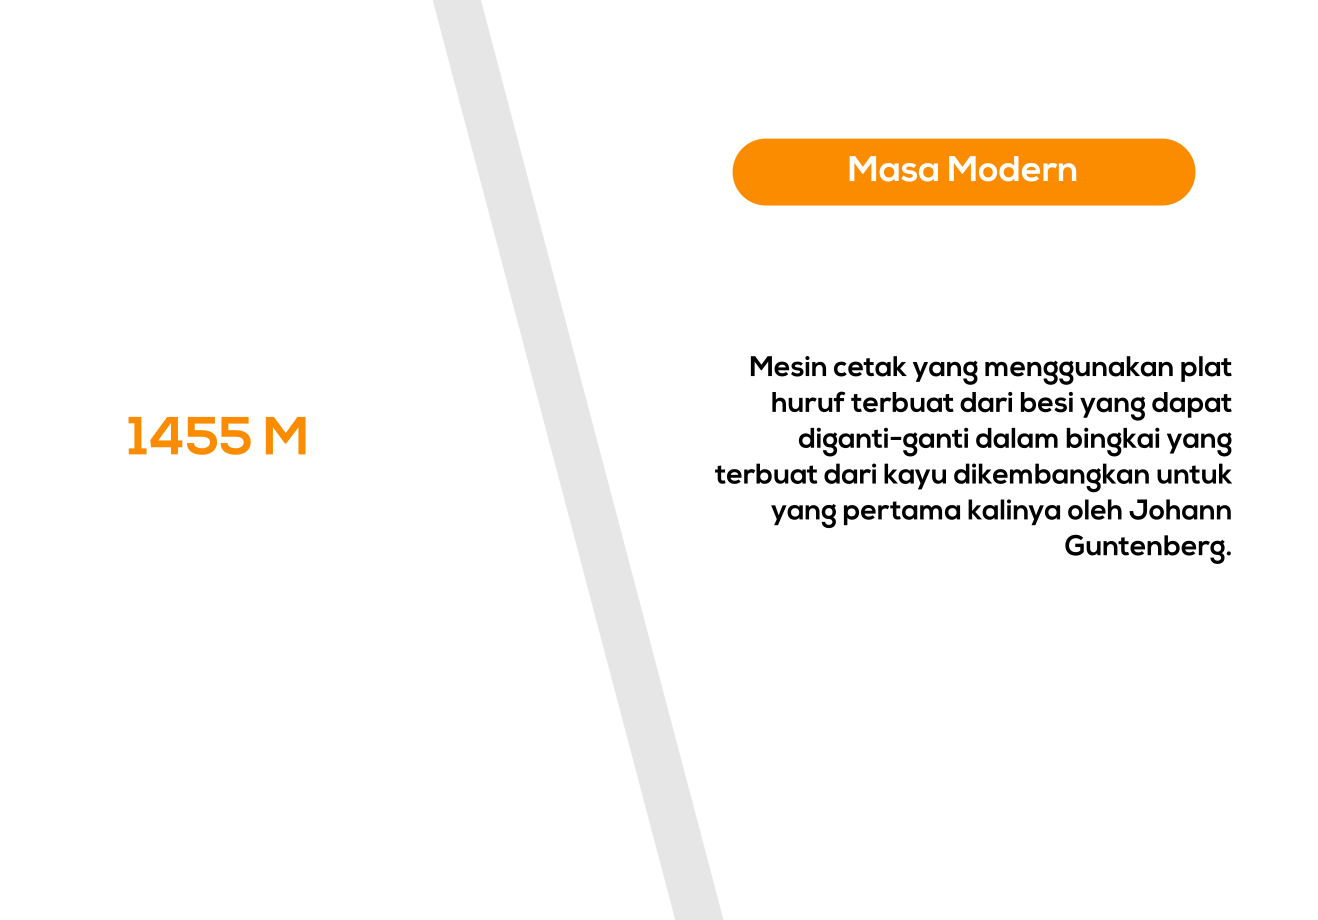 Masa Modern
1455 M
Mesin cetak yang menggunakan plat
huruf terbuat dari besi yang dapat
diganti-ganti dalam bingkai yang
terbuat dari kayu dikembangkan untuk
yang pertama kalinya oleh Johann
Guntenberg.